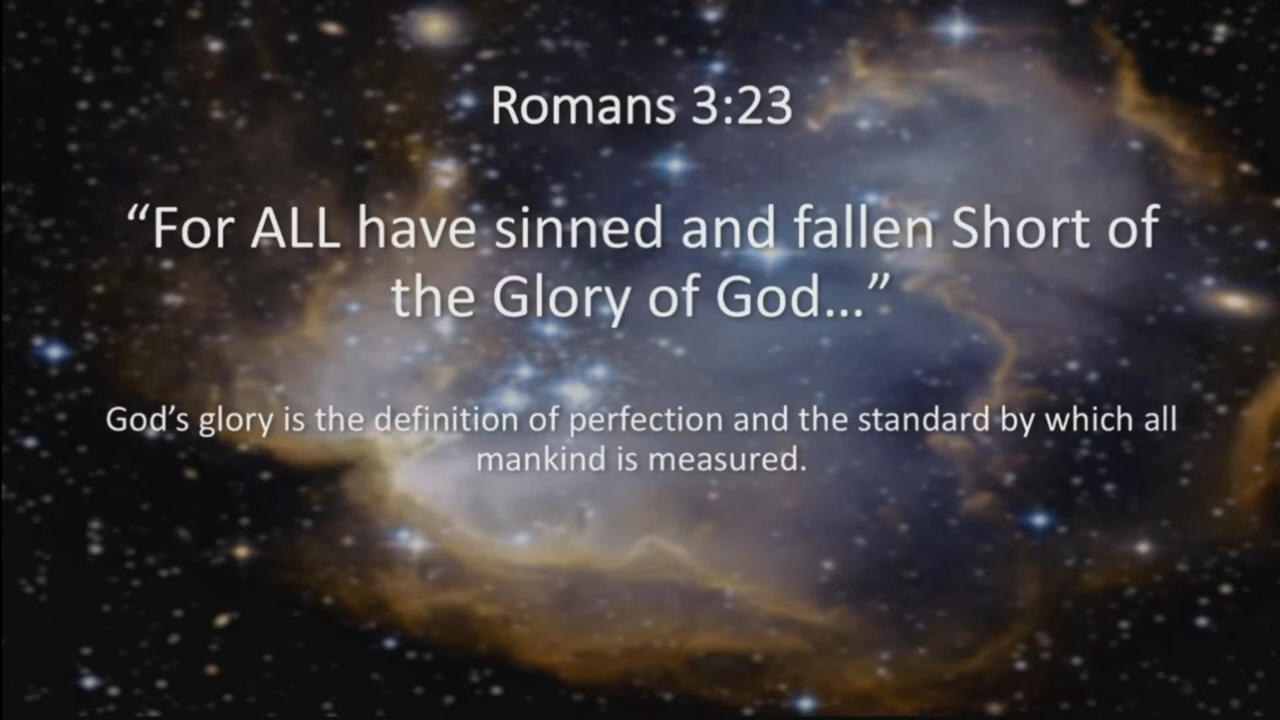 Romans 3:23
“For ALL have sinned and fallen Short of
the Glory of God…”
God’s glory is the definition of perfection and the standard by which all
mankind is measured.